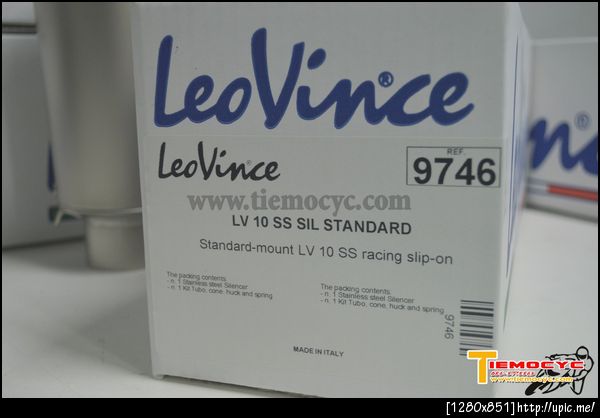 LeoVince®
LeoVince
REF.
9746
www.tiemocyc.com
LV 10 SS SIL STANDARD
Standard-mount LV 10 SS racing slip-on
The packing contents:
- n. 1 Stainless steel Silencer
- n. 1 Kit Tubo, cone, huck and spring
The packing contents:
- n. 1 Stainless steel Silencer
- n. 1 Kit Tubo, cone, huck and spring
9746
MADE IN ITALY
TIEMOCYC
www.tiemocyc.com
[1280x851]http://upic.me/